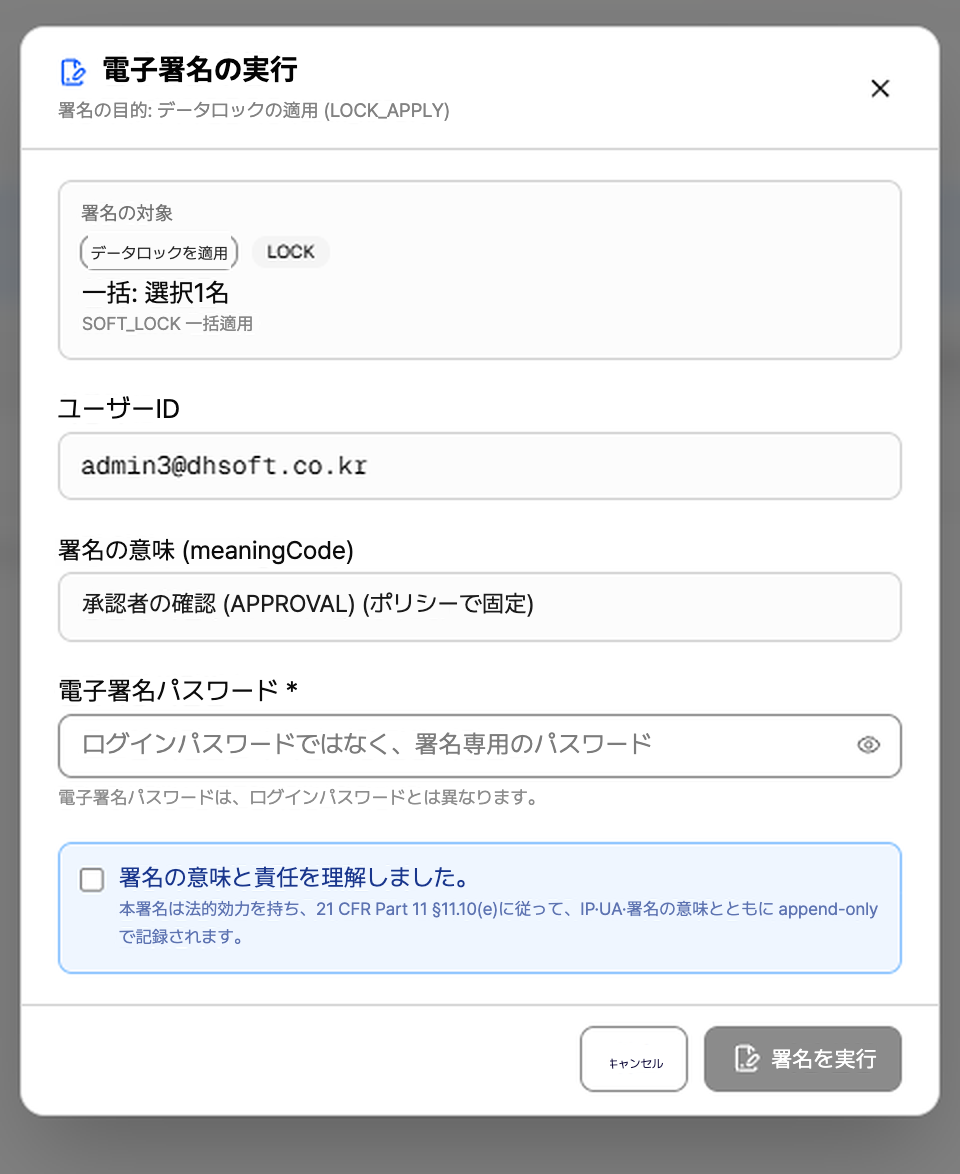 電子署名の実行
署名の目的: データロックの適用 (LOCK_APPLY)
署名の対象
データロックを適用 LOCK
一括: 選択1名
SOFT_LOCK 一括適用
ユーザーID
admin3@dhsoft.co.kr
署名の意味 (meaningCode)
承認者の確認 (APPROVAL) (ポリシーで固定)
電子署名パスワード *
ログインパスワードではなく、署名専用のパスワード
電子署名パスワードは、ログインパスワードとは異なります。
署名の意味と責任を理解しました。
本署名は法的効力を持ち、21 CFR Part 11 §11.10(e)に従って、IP·UA·署名の意味とともに append-only
で記録されます。
キャンセル 署名を実行